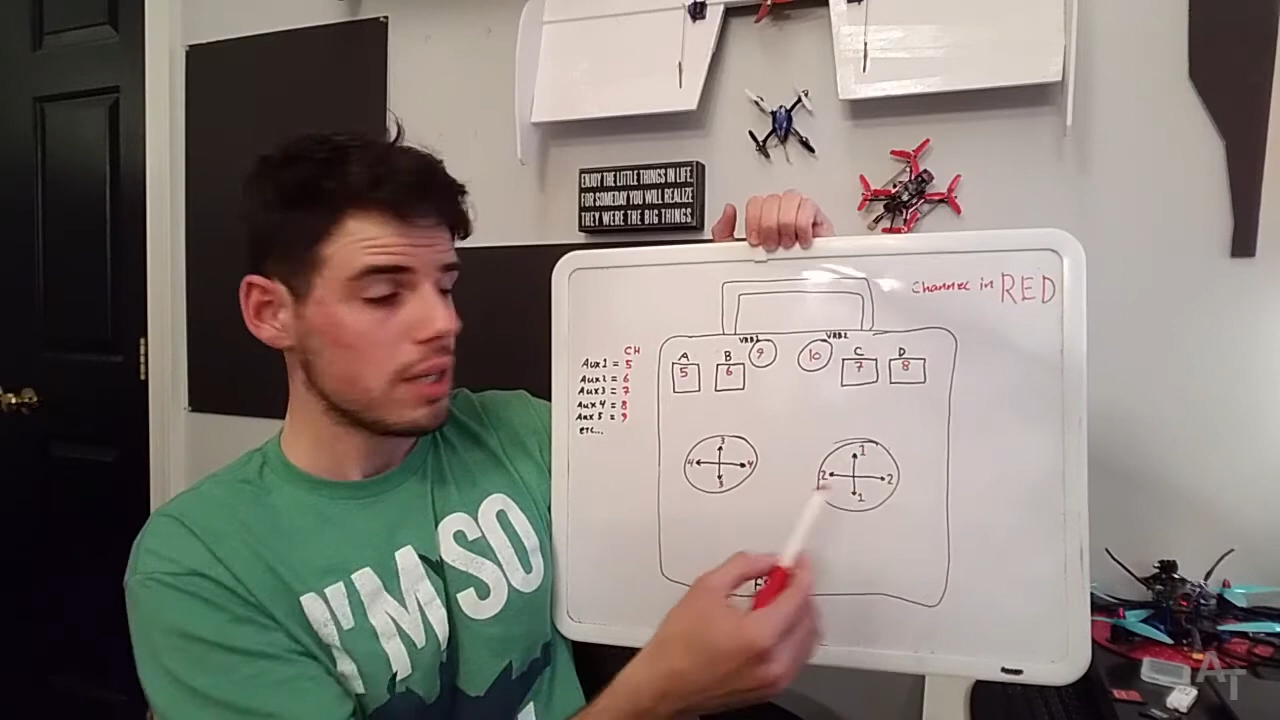 ENJOY THE LITTLE THINGS IN LIFE,
FOR SOMEDAY YOU WILL REALIZE
THEY WERE THE BIG THINGS.
Channel in RED
VRB1
VRB2
9
10
A
B
C
D
5
6
7
8
CH
Aux1 = 5
Aux2 = 6
Aux3 = 7
Aux4 = 8
Aux5 = 9
etc...
3
4
4
3
1
2
2
1
I'M SO
AT